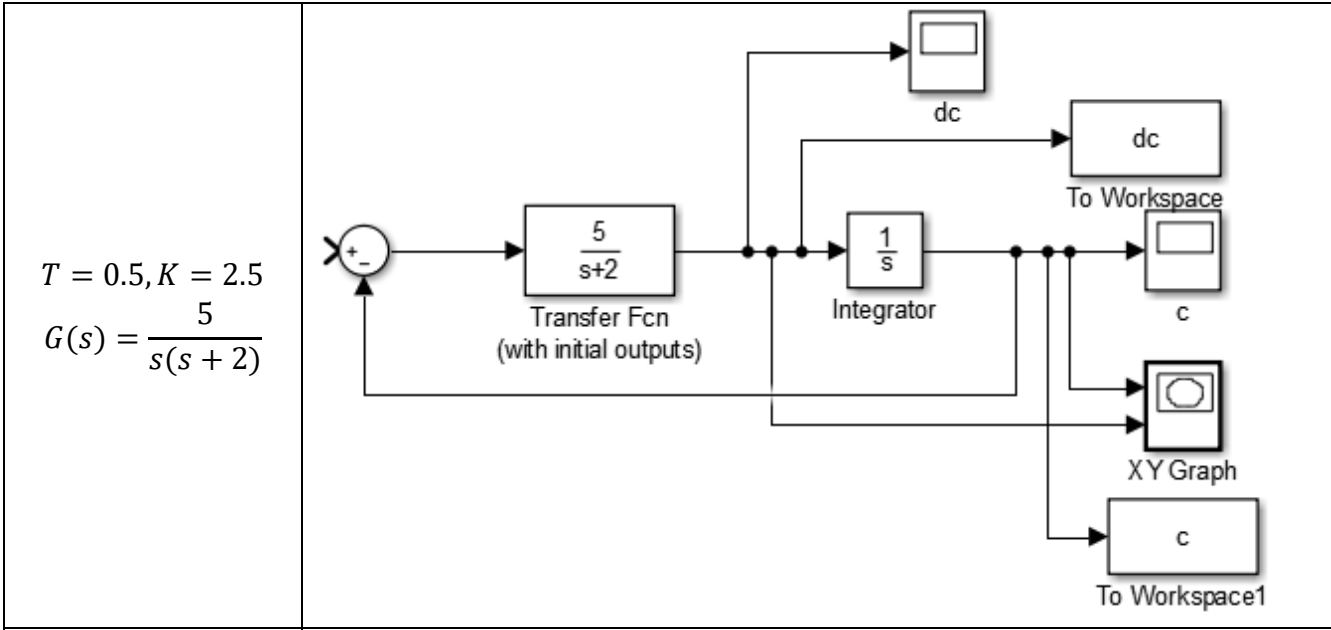 T = 0.5, K = 2.5
G(s) = 5 / s(s + 2)
dc
dc
To Workspace
+
_
5
s+2
Transfer Fcn
(with initial outputs)
1
s
Integrator
c
XY Graph
c
To Workspace1